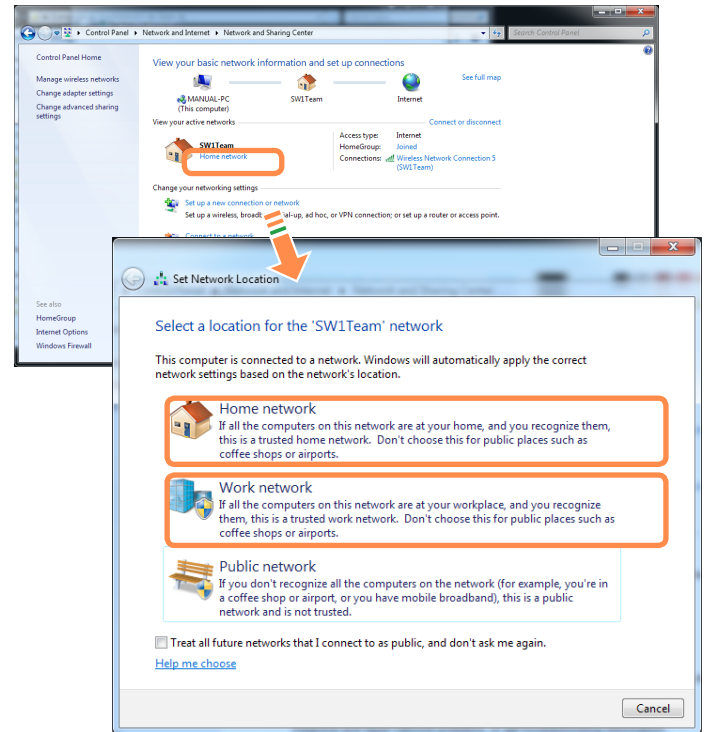 Control Panel ▸ Network and Internet ▸ Network and Sharing Center
Search Control Panel
Control Panel Home
Manage wireless networks
Change adapter settings
Change advanced sharing
settings
View your basic network information and set up connections
See full map
MANUAL-PC
(This computer)
SW1Team
Internet
View your active networks
Connect or disconnect
SW1Team
Home network
Access type: Internet
HomeGroup: Joined
Connections: Wireless Network Connection 5
(SW1Team)
Change your networking settings
Set up a new connection or network
Set up a wireless, broadb ial-up, ad hoc, or VPN connection; or set up a router or access point.
Connect to a network
See also
HomeGroup
Internet Options
Windows Firewall
Set Network Location
Select a location for the 'SW1Team' network
This computer is connected to a network. Windows will automatically apply the correct
network settings based on the network's location.
Home network
If all the computers on this network are at your home, and you recognize them,
this is a trusted home network. Don't choose this for public places such as
coffee shops or airports.
Work network
If all the computers on this network are at your workplace, and you recognize
them, this is a trusted work network. Don't choose this for public places such as
coffee shops or airports.
Public network
If you don't recognize all the computers on the network (for example, you're in
a coffee shop or airport, or you have mobile broadband), this is a public
network and is not trusted.
Treat all future networks that I connect to as public, and don't ask me again.
Help me choose
Cancel